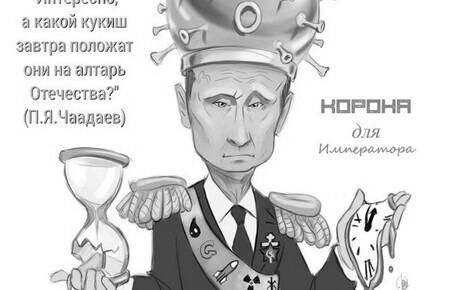 Интересно,
а какой кукиш
завтра положат
они на алтарь
Отечества?"
(П.Я.Чаадаев)
КОРОНА
для
Императора